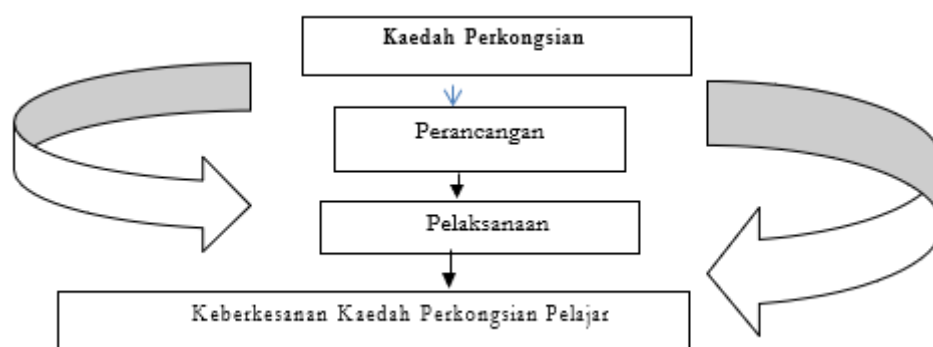 Kaedah Perkongsian
Perancangan
Pelaksanaan
Keberkesanan Kaedah Perkongsian Pelajar